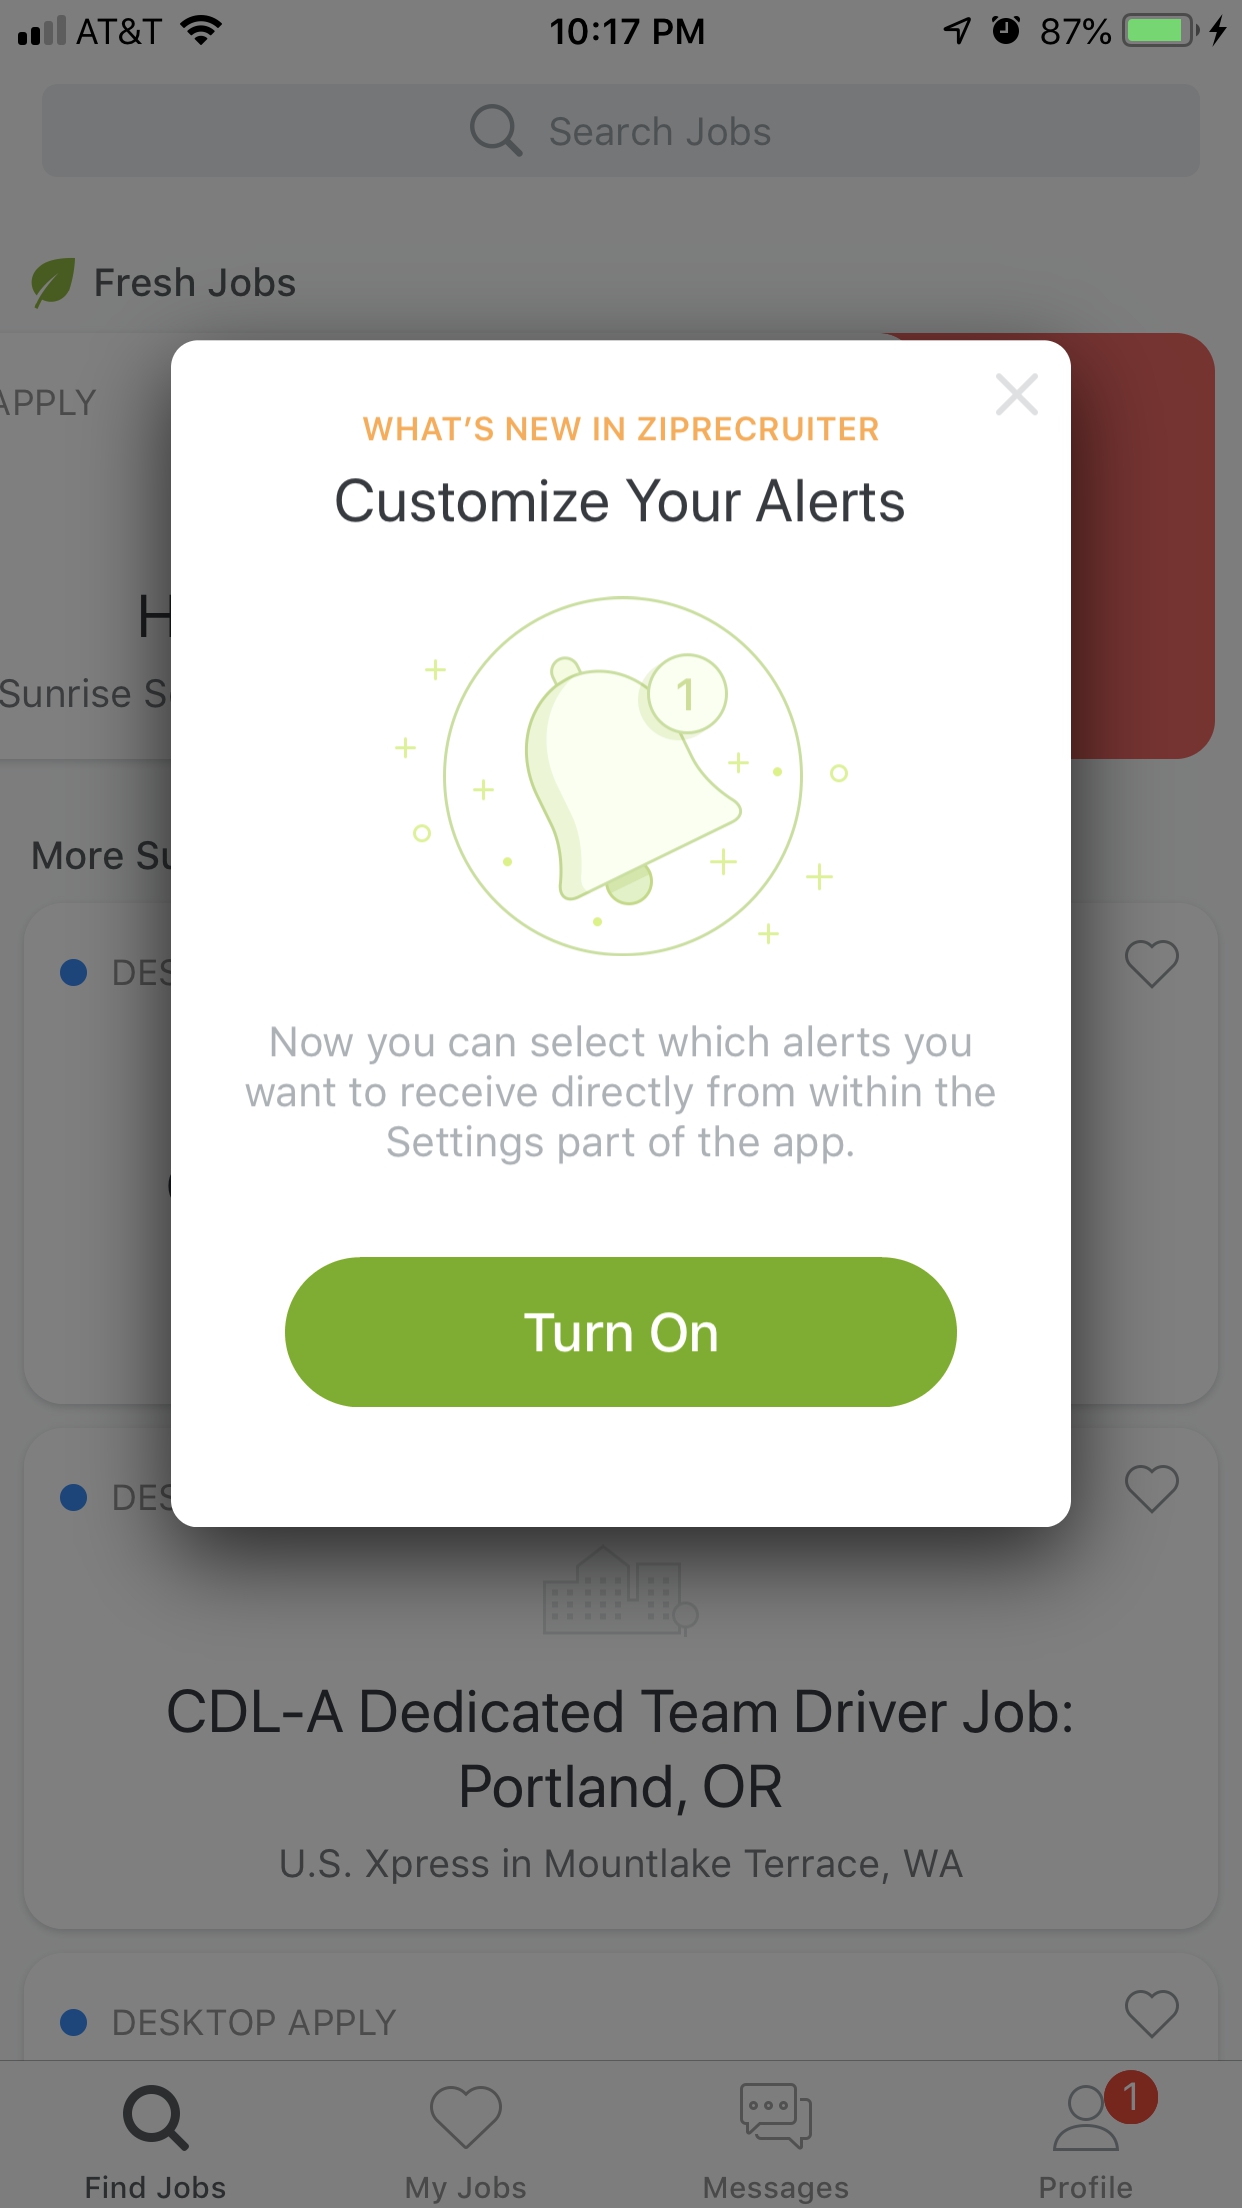 AT&T 10:17 PM 87%
Search Jobs
Fresh Jobs
APPLY
WHAT'S NEW IN ZIPRECRUITER
Customize Your Alerts
1
H
Sunrise S
More Su
DES
Now you can select which alerts you
want to receive directly from within the
Settings part of the app.
Turn On
DES
CDL-A Dedicated Team Driver Job:
Portland, OR
U.S. Xpress in Mountlake Terrace, WA
DESKTOP APPLY
1
Find Jobs My Jobs Messages Profile